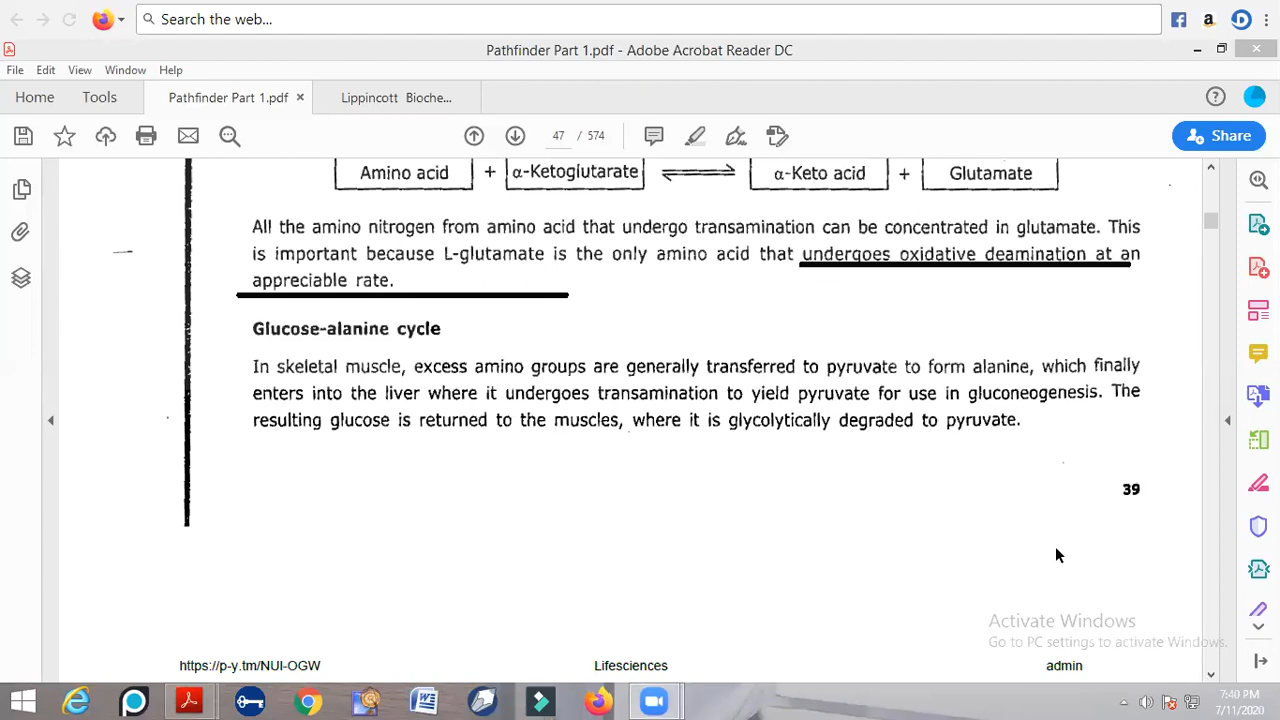 Search the web...
Pathfinder Part 1.pdf - Adobe Acrobat Reader DC
File Edit View Window Help
Home Tools Pathfinder Part 1.pdf × Lippincott Bioche...
47 / 574
Share
Amino acid + α-Ketoglutarate ⇌ α-Keto acid + Glutamate
All the amino nitrogen from amino acid that undergo transamination can be concentrated in glutamate. This
is important because L-glutamate is the only amino acid that undergoes oxidative deamination at an
appreciable rate.
Glucose-alanine cycle
In skeletal muscle, excess amino groups are generally transferred to pyruvate to form alanine, which finally
enters into the liver where it undergoes transamination to yield pyruvate for use in gluconeogenesis. The
resulting glucose is returned to the muscles, where it is glycolytically degraded to pyruvate.
39
Activate Windows
Go to PC settings to activate Windows.
https://p-y.tm/NUI-OGW Lifesciences admin
7:40 PM
7/11/2020